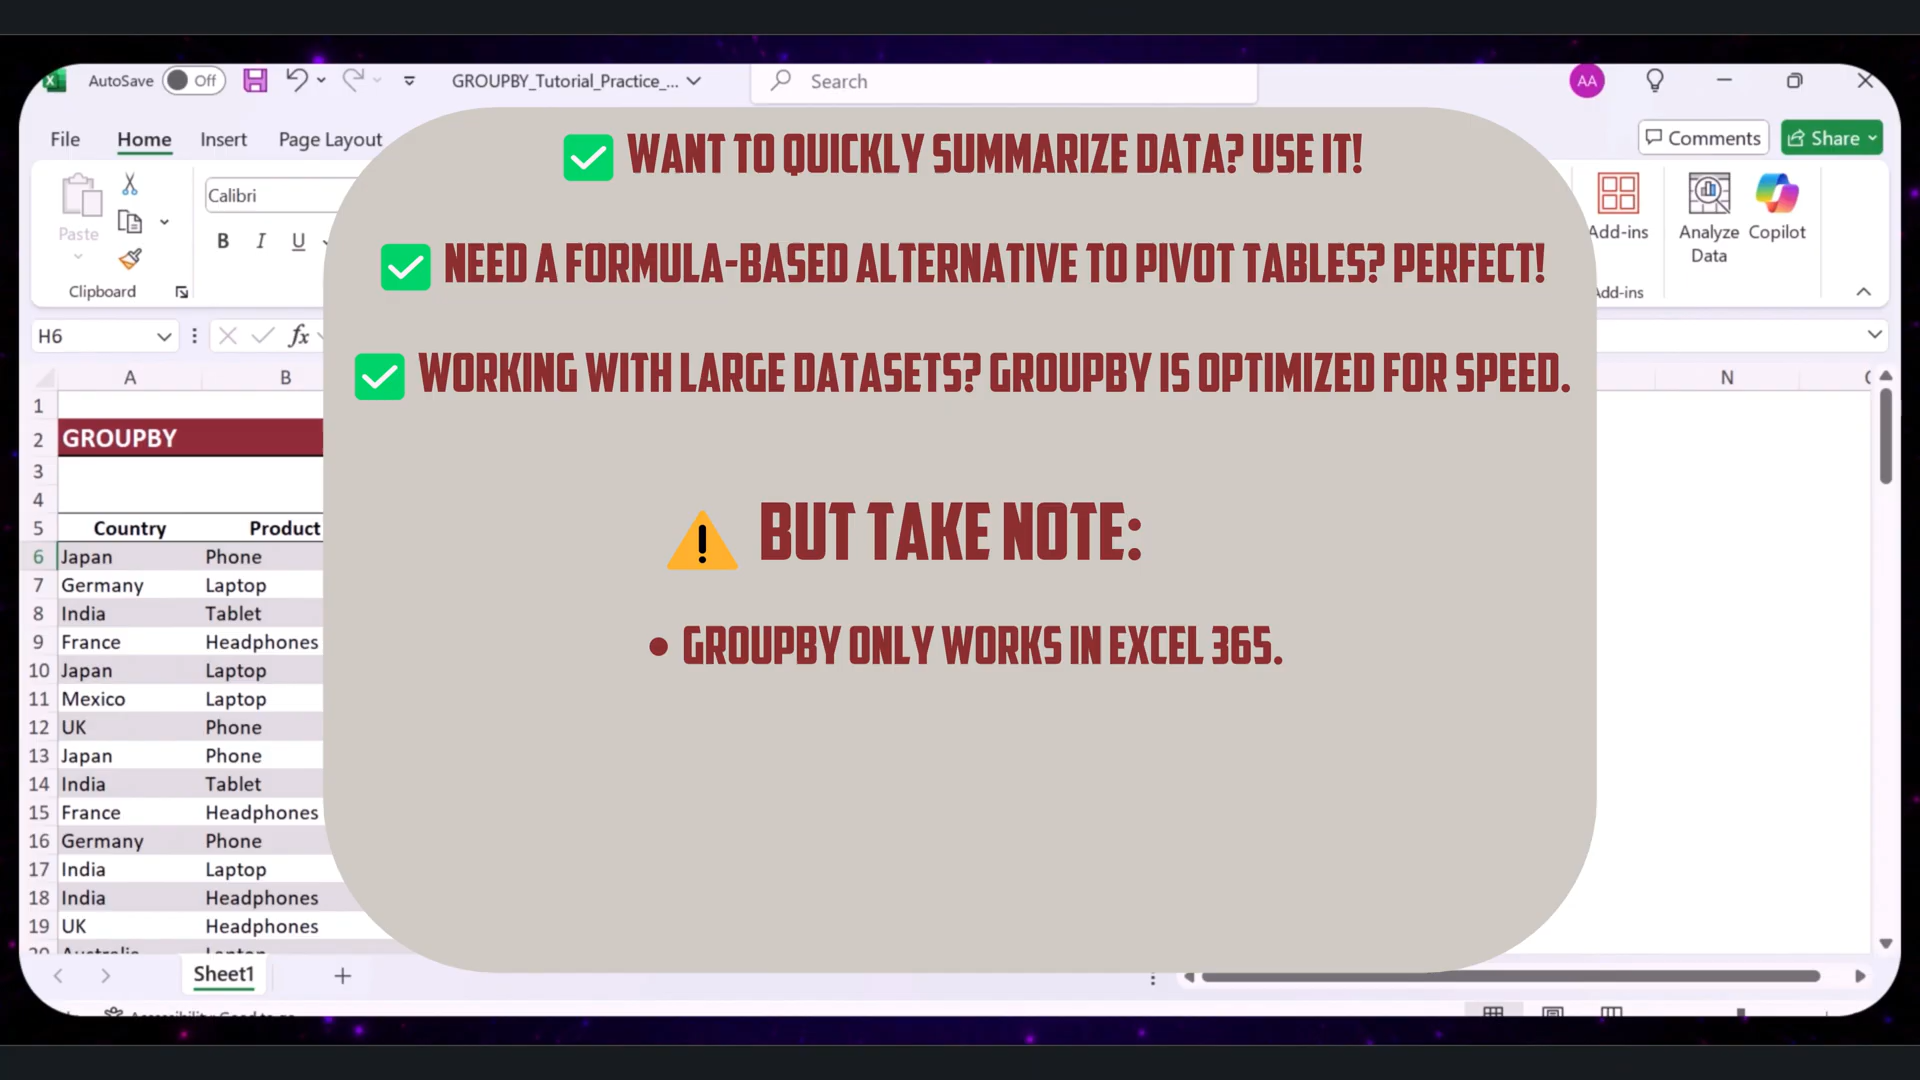 AutoSave Off GROUPBY_Tutorial_Practice_... Search AA
File Home Insert Page Layout Comments Share
Paste Calibri
B I U
Clipboard
Add-ins Analyze Data Copilot
Add-ins
H6 fx
WANT TO QUICKLY SUMMARIZE DATA? USE IT!
NEED A FORMULA-BASED ALTERNATIVE TO PIVOT TABLES? PERFECT!
WORKING WITH LARGE DATASETS? GROUPBY IS OPTIMIZED FOR SPEED.
BUT TAKE NOTE:
• GROUPBY ONLY WORKS IN EXCEL 365.
A B N
1
2 GROUPBY
3
4
5 Country Product
6 Japan Phone
7 Germany Laptop
8 India Tablet
9 France Headphones
10 Japan Laptop
11 Mexico Laptop
12 UK Phone
13 Japan Phone
14 India Tablet
15 France Headphones
16 Germany Phone
17 India Laptop
18 India Headphones
19 UK Headphones
Sheet1